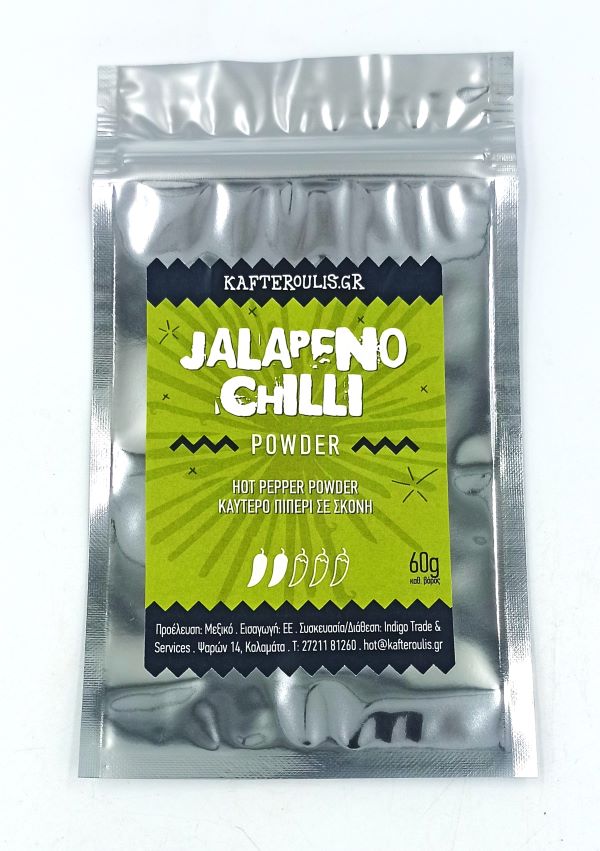 KAFTEROULIS.GR
JALAPENO
CHILLI
POWDER
HOT PEPPER POWDER
ΚΑΥΤΕΡΟ ΠΙΠΕΡΙ ΣΕ ΣΚΟΝΗ
60g
καθ. βάρος
Προέλευση: Μεξικό . Εισαγωγή: ΕΕ . Συσκευασία/Διάθεση: Indigo Trade &
Services . Ψαρών 14, Καλαμάτα . Τ: 27211 81260 . hot@kafteroulis.gr